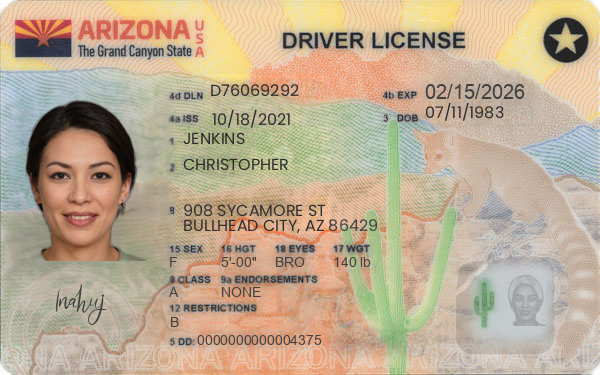 ARIZONA USA
The Grand Canyon State
DRIVER LICENSE
4d DLN D76069292
4b EXP 02/15/2026
4a ISS 10/18/2021
3 DOB 07/11/1983
1 JENKINS
2 CHRISTOPHER
8 908 SYCAMORE ST
BULLHEAD CITY, AZ 86429
15 SEX 16 HGT 18 EYES 17 WGT
F 5'-00" BRO 140 lb
9 CLASS 9a ENDORSEMENTS
A NONE
12 RESTRICTIONS
B
5 DD: 0000000000004375
ARIZONA ARIZONA ARIZONA ARIZONA